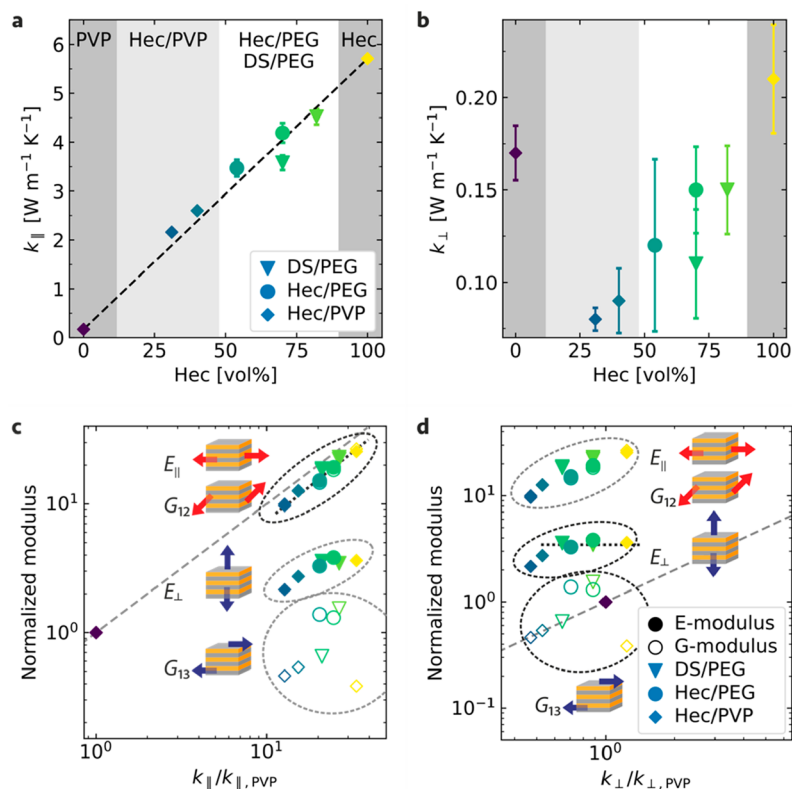 a
PVP
Hec/PVP
Hec/PEG
DS/PEG
Hec
6
5
4
3
2
1
0
k∥ [W m⁻¹ K⁻¹]
DS/PEG
Hec/PEG
Hec/PVP
0
25
50
75
100
Hec [vol%]
b
0.20
0.15
0.10
k⊥ [W m⁻¹ K⁻¹]
0
25
50
75
100
Hec [vol%]
c
E∥
G₁₂
E⊥
G₁₃
10¹
10⁰
Normalized modulus
10⁰
10¹
k∥/k∥,PVP
d
E∥
G₁₂
E⊥
G₁₃
E-modulus
G-modulus
DS/PEG
Hec/PEG
Hec/PVP
10¹
10⁰
10⁻¹
Normalized modulus
10⁰
k⊥/k⊥,PVP